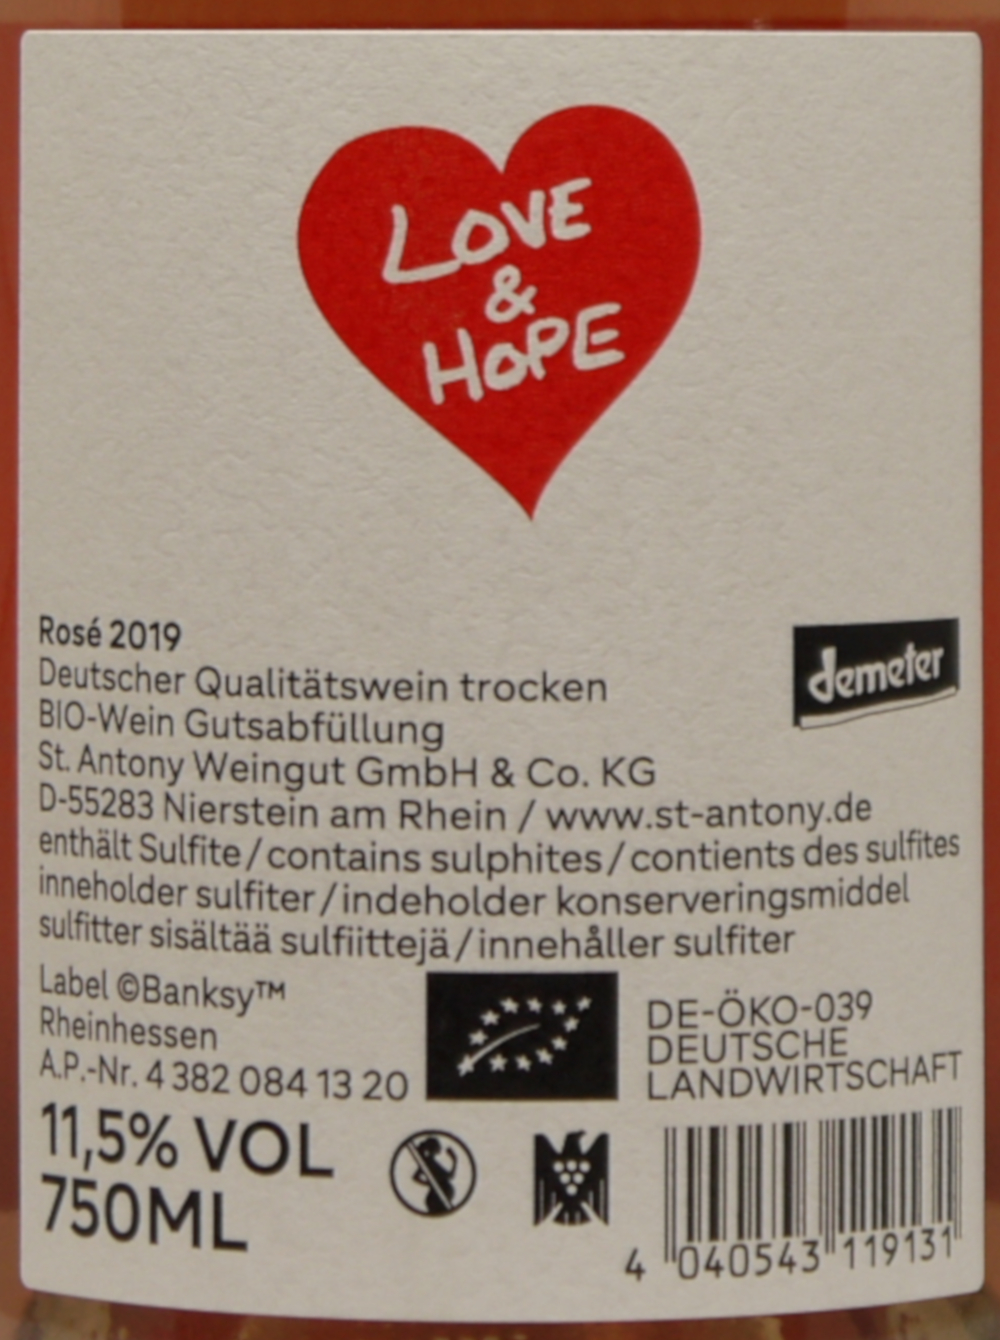 LOVE
&
HOPE
Rosé 2019
demeter
Deutscher Qualitätswein trocken
BIO-Wein Gutsabfüllung
St. Antony Weingut GmbH & Co. KG
D-55283 Nierstein am Rhein / www.st-antony.de
enthält Sulfite / contains sulphites / contients des sulfites
inneholder sulfiter / indeholder konserveringsmiddel
sulfitter sisältää sulfiittejä / innehåller sulfiter
Label ©Banksy™
Rheinhessen
A.P.-Nr. 4 382 084 13 20
DE-ÖKO-039
DEUTSCHE
LANDWIRTSCHAFT
11,5% VOL
750ML
4 040543 119131